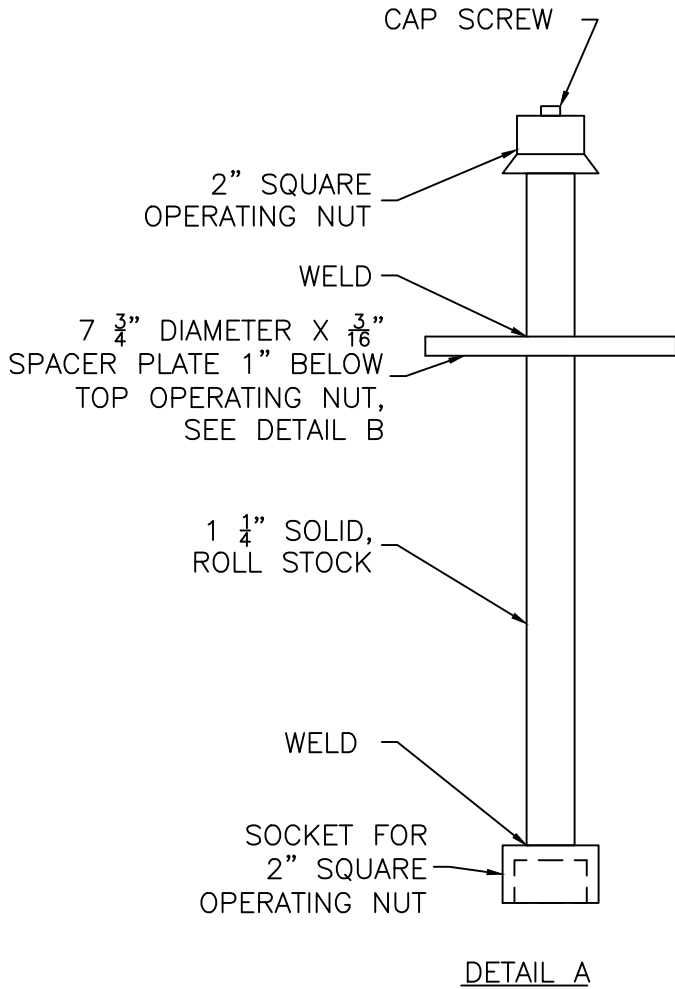 CAP SCREW
2” SQUARE
OPERATING NUT
WELD
7 3/4” DIAMETER X 3/16”
SPACER PLATE 1” BELOW
TOP OPERATING NUT,
SEE DETAIL B
1 1/4” SOLID,
ROLL STOCK
WELD
SOCKET FOR
2” SQUARE
OPERATING NUT
DETAIL A